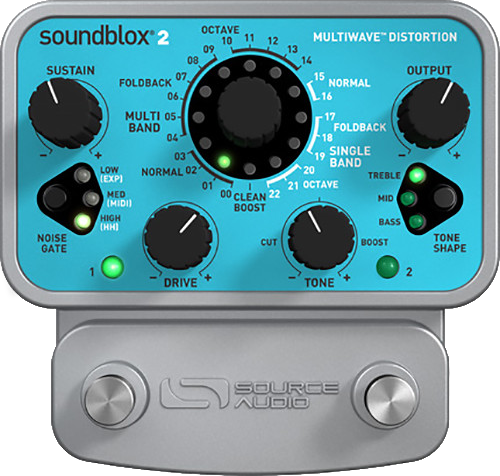 soundblox® 2
MULTIWAVE™ DISTORTION
OCTAVE
SUSTAIN
OUTPUT
- +
- +
FOLDBACK
MULTI
BAND
NORMAL
00
01
02
03
04
05
06
07
08
09
10
11
12
13
14
15
16
NORMAL
17
18
19
FOLDBACK
SINGLE
BAND
20
21
22
OCTAVE
CLEAN
BOOST
LOW
(EXP)
MED
(MIDI)
HIGH
(HH)
NOISE
GATE
TREBLE
MID
BASS
TONE
SHAPE
1
- DRIVE +
CUT
BOOST
- TONE +
2
SOURCE
AUDIO